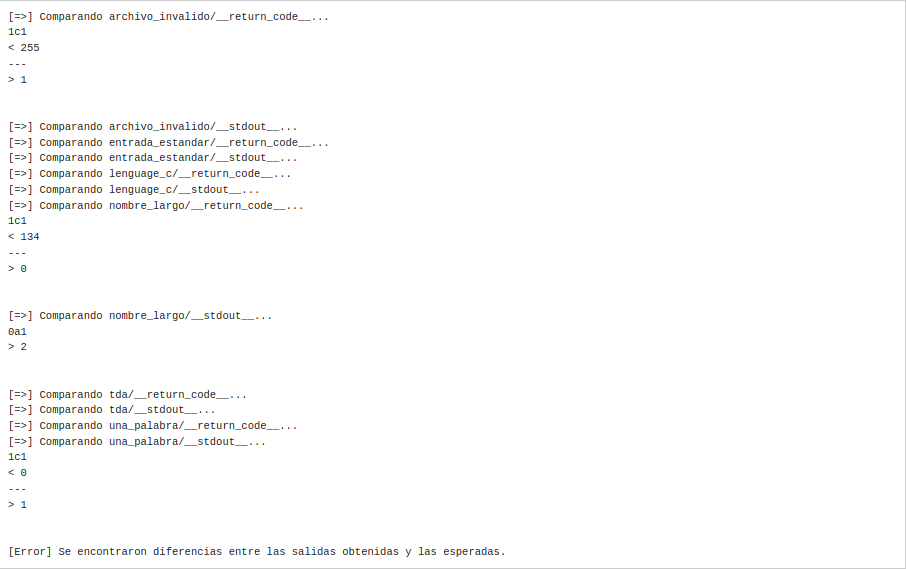 [=>] Comparando archivo_invalido/__return_code__...
1c1
< 255
---
> 1
[=>] Comparando archivo_invalido/__stdout__...
[=>] Comparando entrada_estandar/__return_code__...
[=>] Comparando entrada_estandar/__stdout__...
[=>] Comparando lenguage_c/__return_code__...
[=>] Comparando lenguage_c/__stdout__...
[=>] Comparando nombre_largo/__return_code__...
1c1
< 134
---
> 0
[=>] Comparando nombre_largo/__stdout__...
0a1
> 2
[=>] Comparando tda/__return_code__...
[=>] Comparando tda/__stdout__...
[=>] Comparando una_palabra/__return_code__...
[=>] Comparando una_palabra/__stdout__...
1c1
< 0
---
> 1
[Error] Se encontraron diferencias entre las salidas obtenidas y las esperadas.